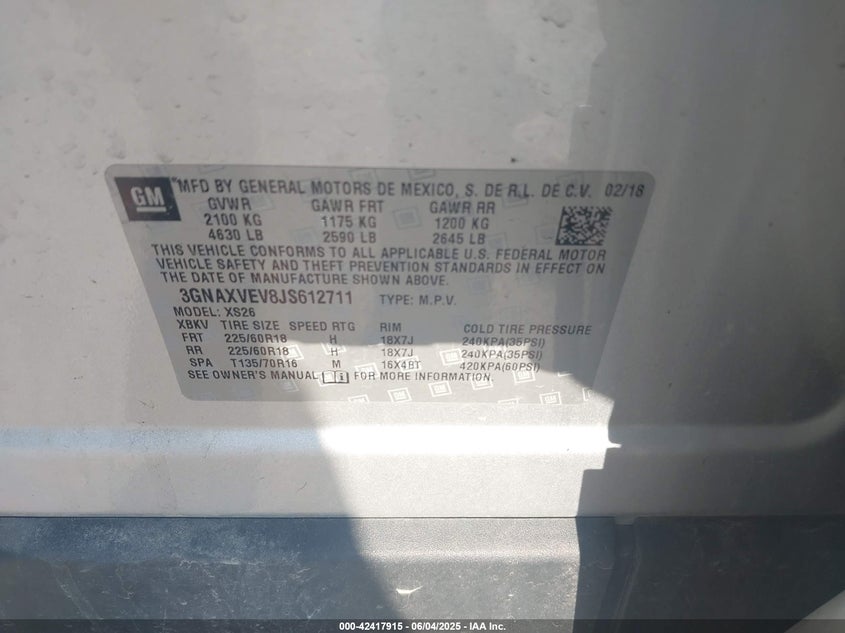 GM
MFD BY GENERAL MOTORS DE MEXICO, S. DE R.L. DE C.V. 02/18
GVWR GAWR FRT GAWR RR
2100 KG 1175 KG 1200 KG
4630 LB 2590 LB 2645 LB
THIS VEHICLE CONFORMS TO ALL APPLICABLE U.S. FEDERAL MOTOR
VEHICLE SAFETY AND THEFT PREVENTION STANDARDS IN EFFECT ON
THE DATE OF MANUFACTURE SHOWN ABOVE.
3GNAXVEV8JS612711 TYPE: M.P.V.
MODEL: XS26
XBKV TIRE SIZE SPEED RTG RIM COLD TIRE PRESSURE
FRT 225/60R18 H 18X7J 240KPA(35PSI)
RR 225/60R18 H 18X7J 240KPA(35PSI)
SPA T135/70R16 M 16X4BT 420KPA(60PSI)
SEE OWNER'S MANUAL FOR MORE INFORMATION.
000-42417915 - 06/04/2025 - IAA Inc.